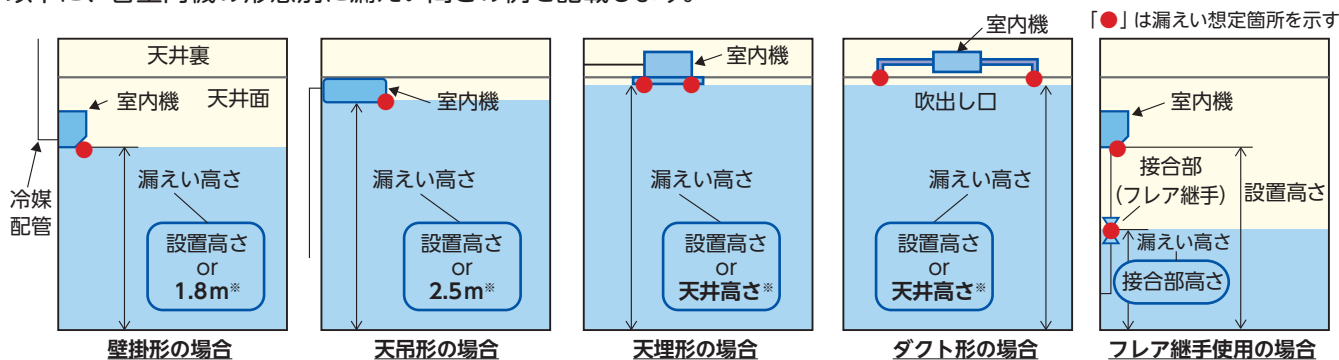 「●」は漏えい想定箇所を示す
天井裏
室内機
天井面
冷媒
配管
漏えい高さ
設置高さ
or
1.8m※
壁掛形の場合
室内機
漏えい高さ
設置高さ
or
2.5m※
天吊形の場合
室内機
漏えい高さ
設置高さ
or
天井高さ※
天埋形の場合
室内機
吹出し口
漏えい高さ
設置高さ
or
天井高さ※
ダクト形の場合
室内機
接合部
(フレア継手)
設置高さ
漏えい高さ
接合部高さ
フレア継手使用の場合